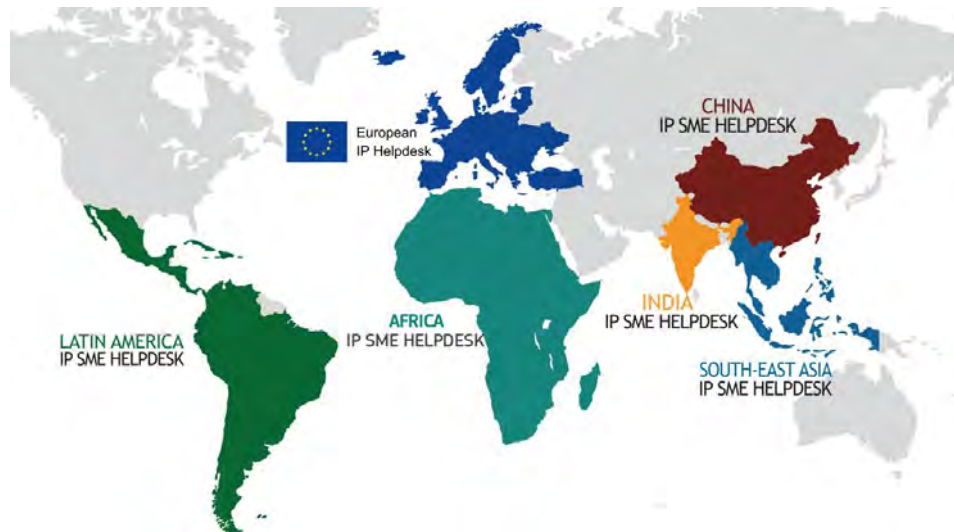 CHINA
IP SME HELPDESK
European
IP Helpdesk
INDIA
IP SME HELPDESK
AFRICA
IP SME HELPDESK
LATIN AMERICA
IP SME HELPDESK
SOUTH-EAST ASIA
IP SME HELPDESK